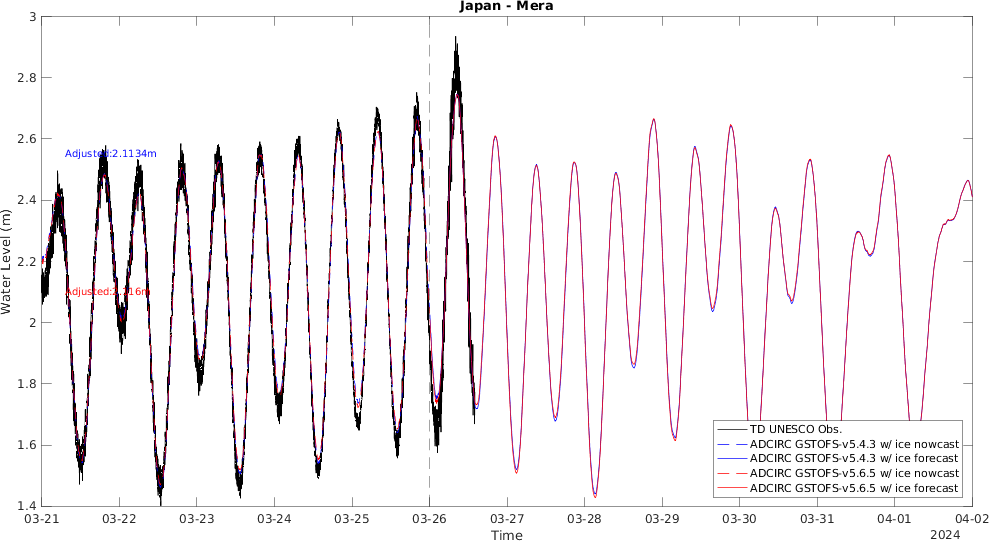 Japan - Mera
3
2.8
2.6
2.4
2.2
2
1.8
1.6
1.4
Water Level (m)
Adjusted:2.1134m
Adjusted:2.116m
TD UNESCO Obs.
ADCIRC GSTOFS-v5.4.3 w/ ice nowcast
ADCIRC GSTOFS-v5.4.3 w/ ice forecast
ADCIRC GSTOFS-v5.6.5 w/ ice nowcast
ADCIRC GSTOFS-v5.6.5 w/ ice forecast
03-21 03-22 03-23 03-24 03-25 03-26 03-27 03-28 03-29 03-30 03-31 04-01 04-02
Time
2024